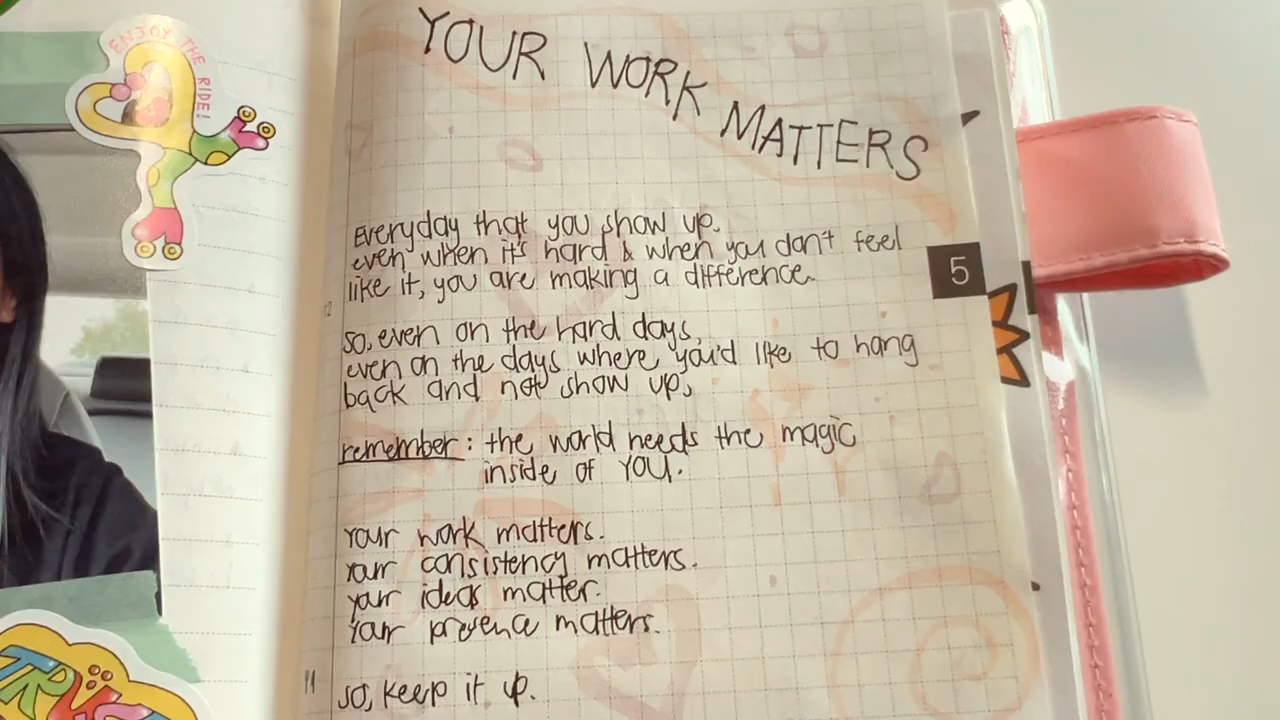 ENJOY THE RIDE!
YOUR WORK MATTERS
Everyday that you show up.
even when it's hard & when you don't feel
like it, you are making a difference.
5
12
so, even on the hard days,
even on the days where you'd like to hang
back and not show up,
remember: the world needs the magic
inside of YOU.
Your work matters.
Your consistency matters.
Your ideas matter.
Your presence matters.
so, keep it up.